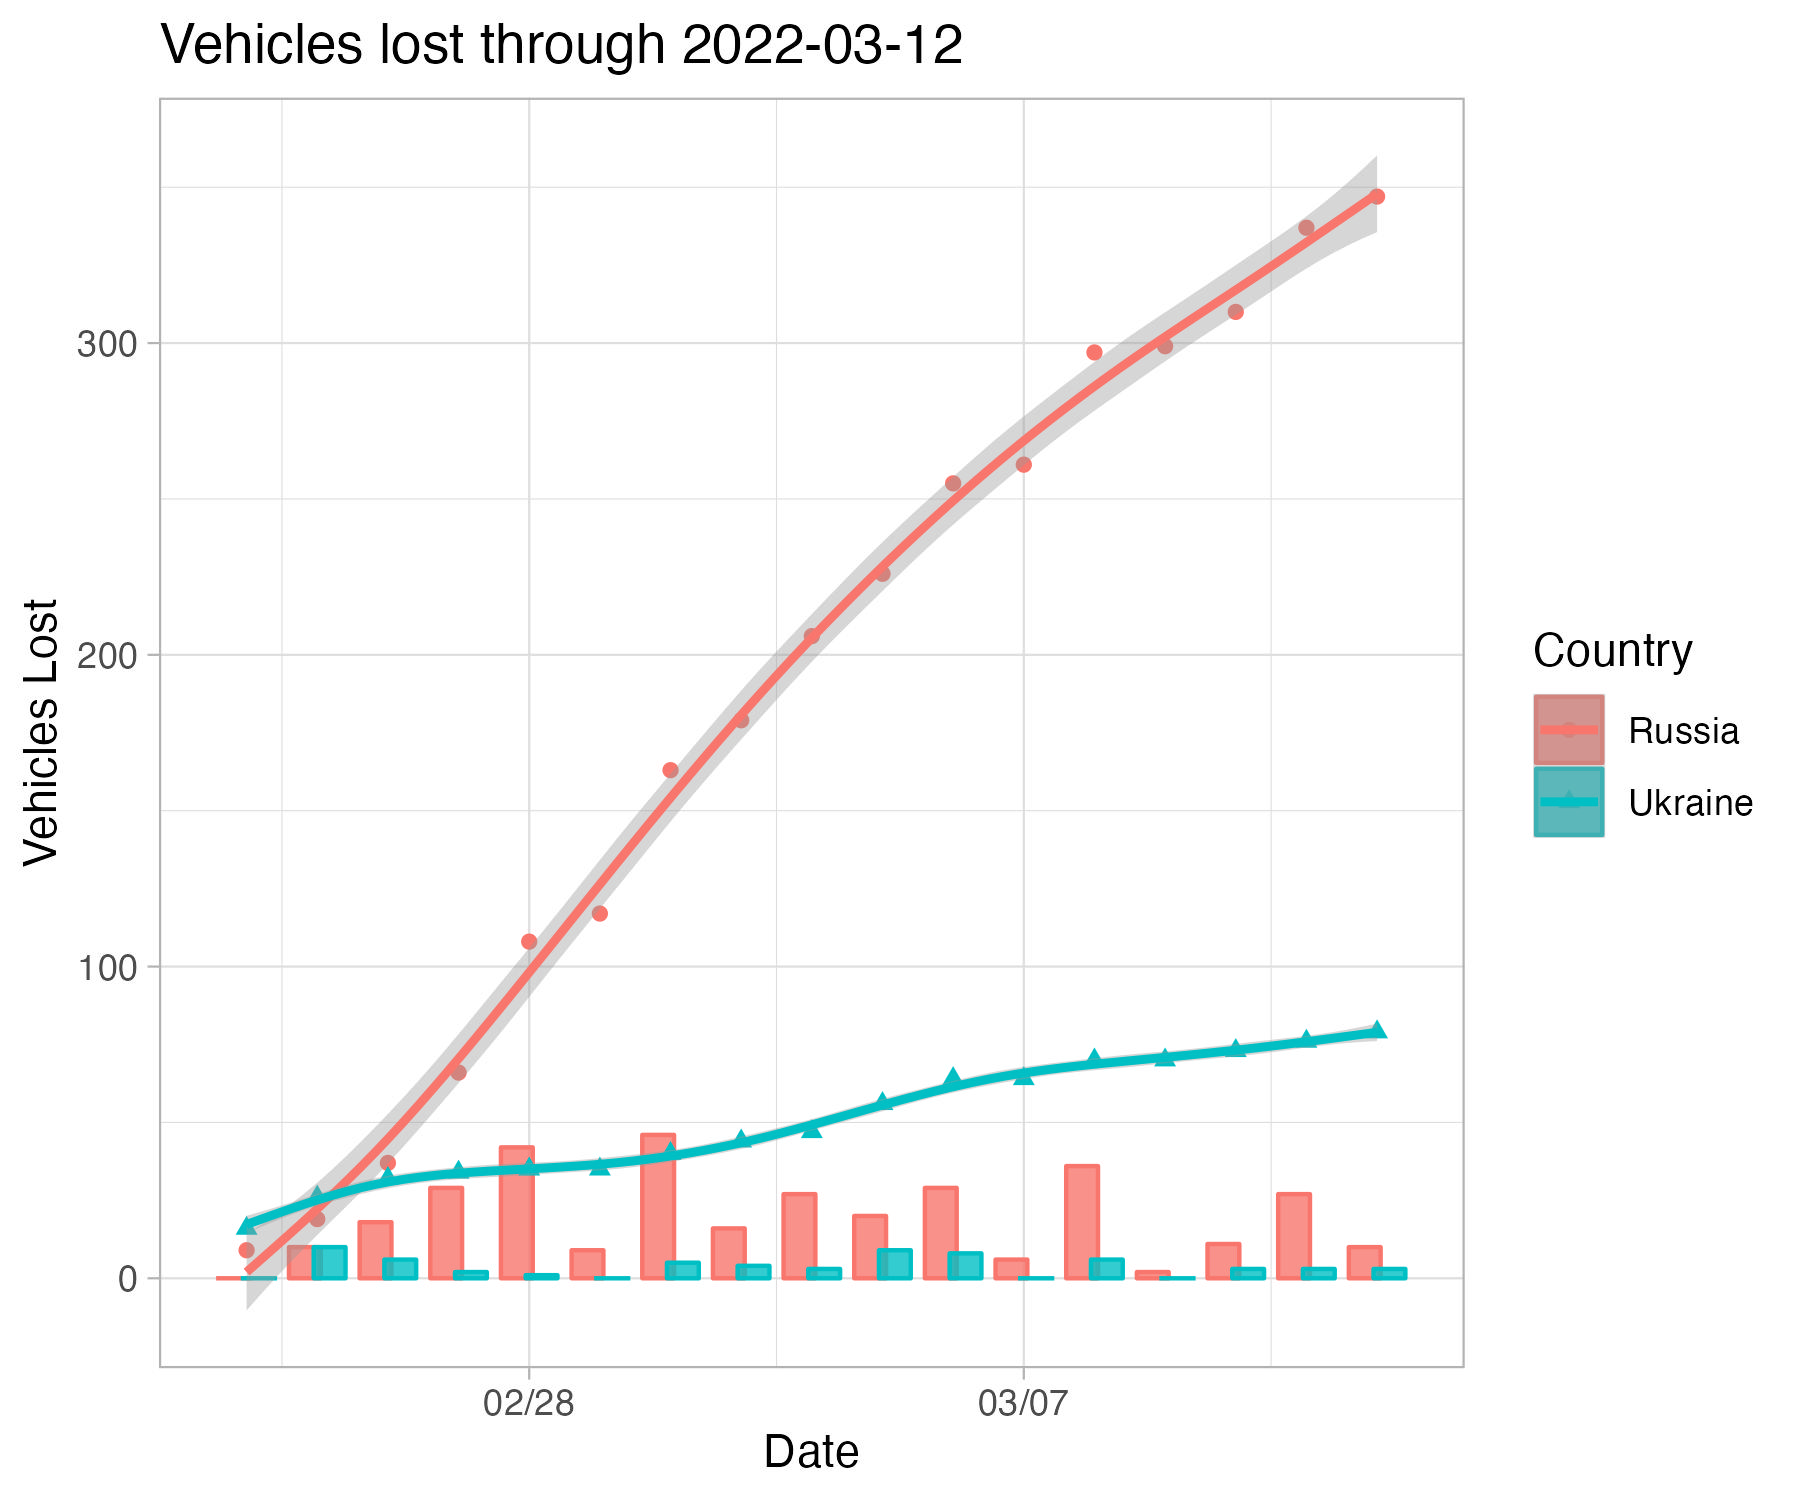 Vehicles lost through 2022-03-12
Vehicles Lost
300
200
100
0
02/28
03/07
Date
Country
Russia
Ukraine